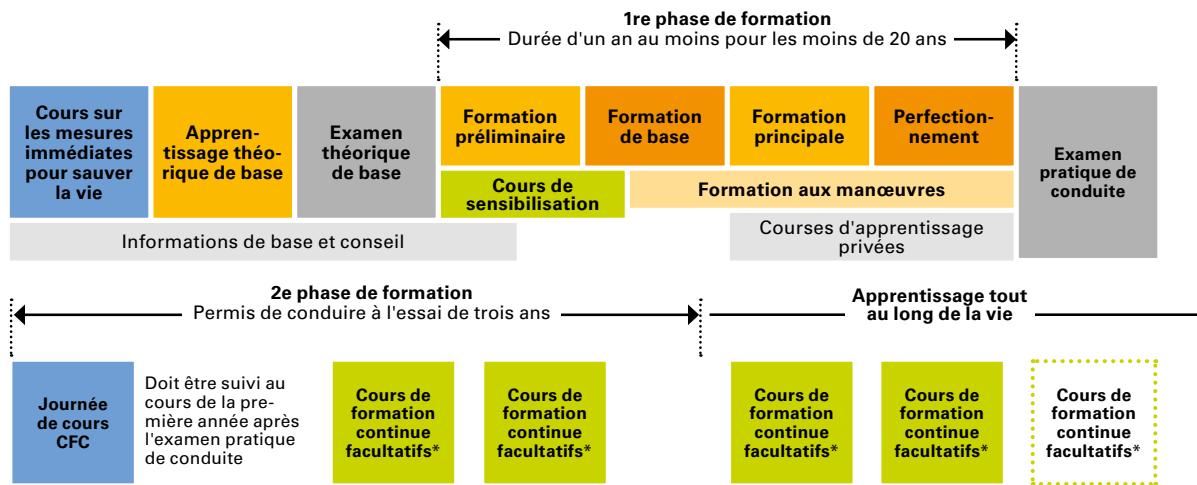 1re phase de formation
Durée d'un an au moins pour les moins de 20 ans
Cours sur
les mesures
immédiates
pour sauver
la vie
Appren-
tissage théo-
rique de base
Examen
théorique
de base
Formation
préliminaire
Formation
de base
Formation
principale
Perfection-
nement
Examen
pratique de
conduite
Cours de
sensibilisation
Formation aux manœuvres
Informations de base et conseil
Courses d'apprentissage
privées
2e phase de formation
Permis de conduire à l'essai de trois ans
Apprentissage tout
au long de la vie
Journée
de cours
CFC
Doit être suivi au
cours de la pre-
mière année après
l'examen pratique
de conduite
Cours de
formation
continue
facultatifs*
Cours de
formation
continue
facultatifs*
Cours de
formation
continue
facultatifs*
Cours de
formation
continue
facultatifs*
Cours de
formation
continue
facultatifs*